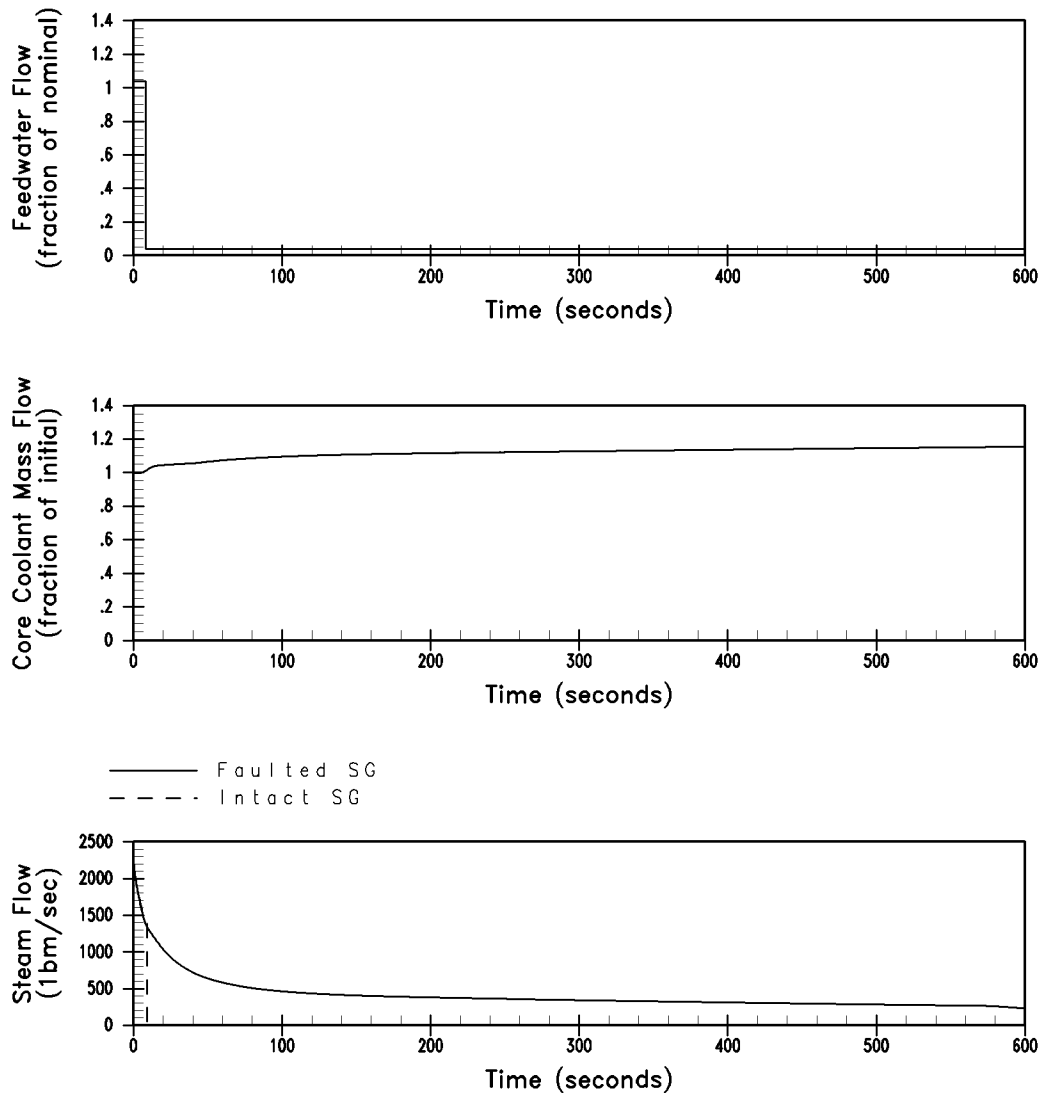 Feedwater Flow
(fraction of nominal)
1.4
1.2
1
.8
.6
.4
.2
0
0 100 200 300 400 500 600
Time (seconds)
Core Coolant Mass Flow
(fraction of initial)
1.4
1.2
1
.8
.6
.4
.2
0
0 100 200 300 400 500 600
Time (seconds)
Faulted SG
Intact SG
Steam Flow
(1bm/sec)
2500
2000
1500
1000
500
0
0 100 200 300 400 500 600
Time (seconds)